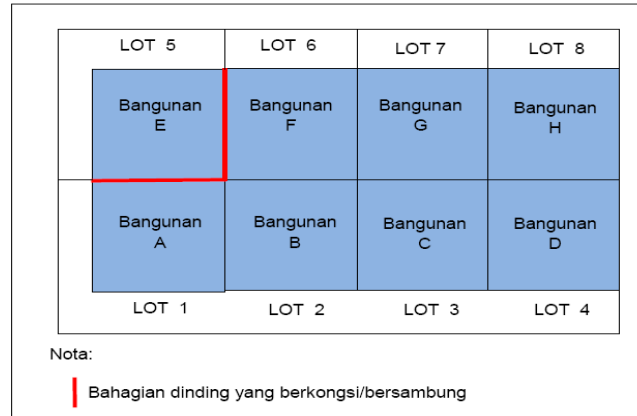 LOT 5 LOT 6 LOT 7 LOT 8
Bangunan E
Bangunan F
Bangunan G
Bangunan H
Bangunan A
Bangunan B
Bangunan C
Bangunan D
LOT 1 LOT 2 LOT 3 LOT 4
Nota:
Bahagian dinding yang berkongsi/bersambung